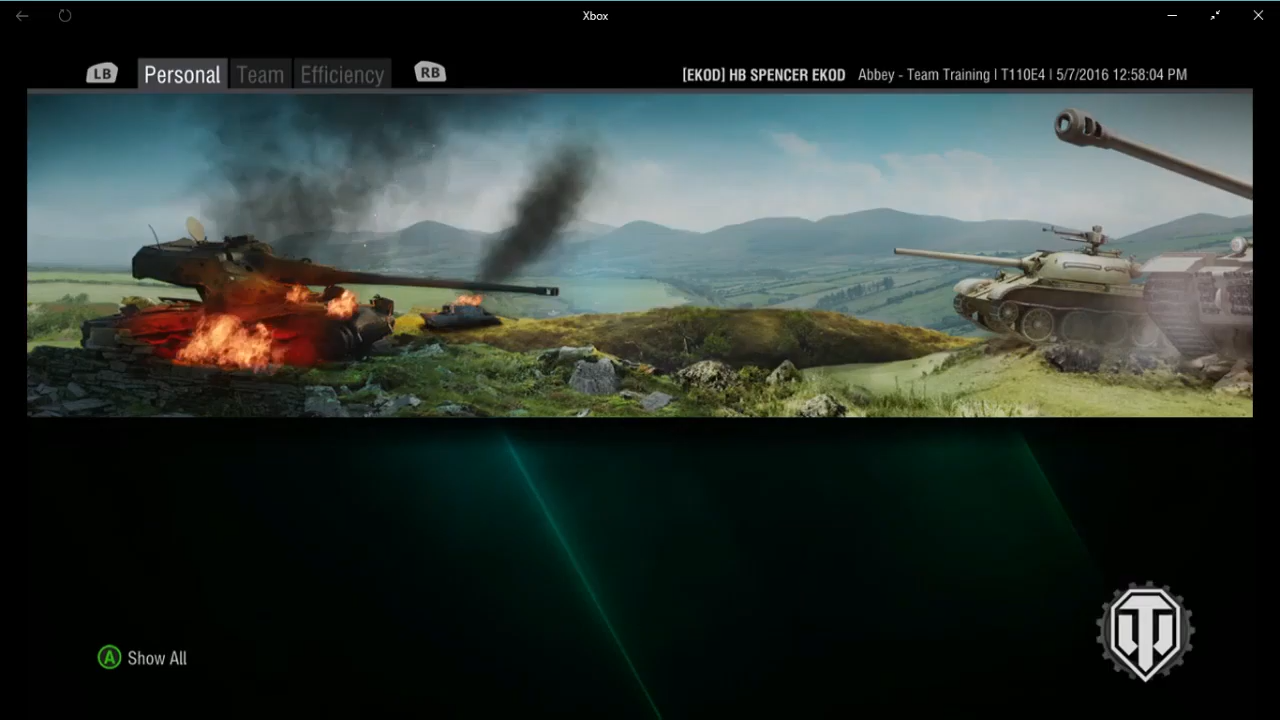 Xbox
LB Personal Team Efficiency RB [EKOD] HB SPENCER EKOD Abbey - Team Training | T110E4 | 5/7/2016 12:58:04 PM
A Show All